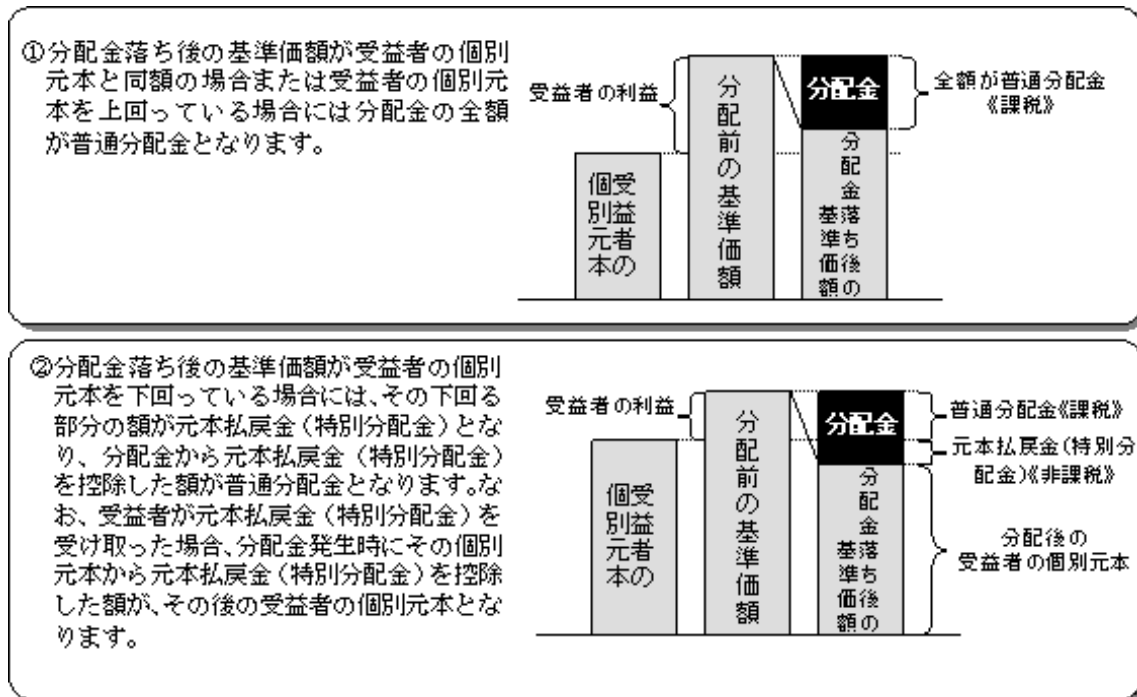 ①分配金落ち後の基準価額が受益者の個別
元本と同額の場合または受益者の個別元
本を上回っている場合には分配金の全額
が普通分配金となります。
受益者の利益
受益者の
個別元本
分配前の基準価額
分配金
分配金落ち後の
基準価額
全額が普通分配金
《課税》
②分配金落ち後の基準価額が受益者の個別
元本を下回っている場合には、その下回る
部分の額が元本払戻金(特別分配金)とな
り、分配金から元本払戻金(特別分配金)
を控除した額が普通分配金となります。な
お、受益者が元本払戻金(特別分配金)を
受け取った場合、分配金発生時にその個別
元本から元本払戻金(特別分配金)を控除
した額が、その後の受益者の個別元本とな
ります。
受益者の利益
受益者の
個別元本
分配前の基準価額
分配金
分配金落ち後の
基準価額
普通分配金《課税》
元本払戻金(特別分
配金)《非課税》
分配後の
受益者の個別元本